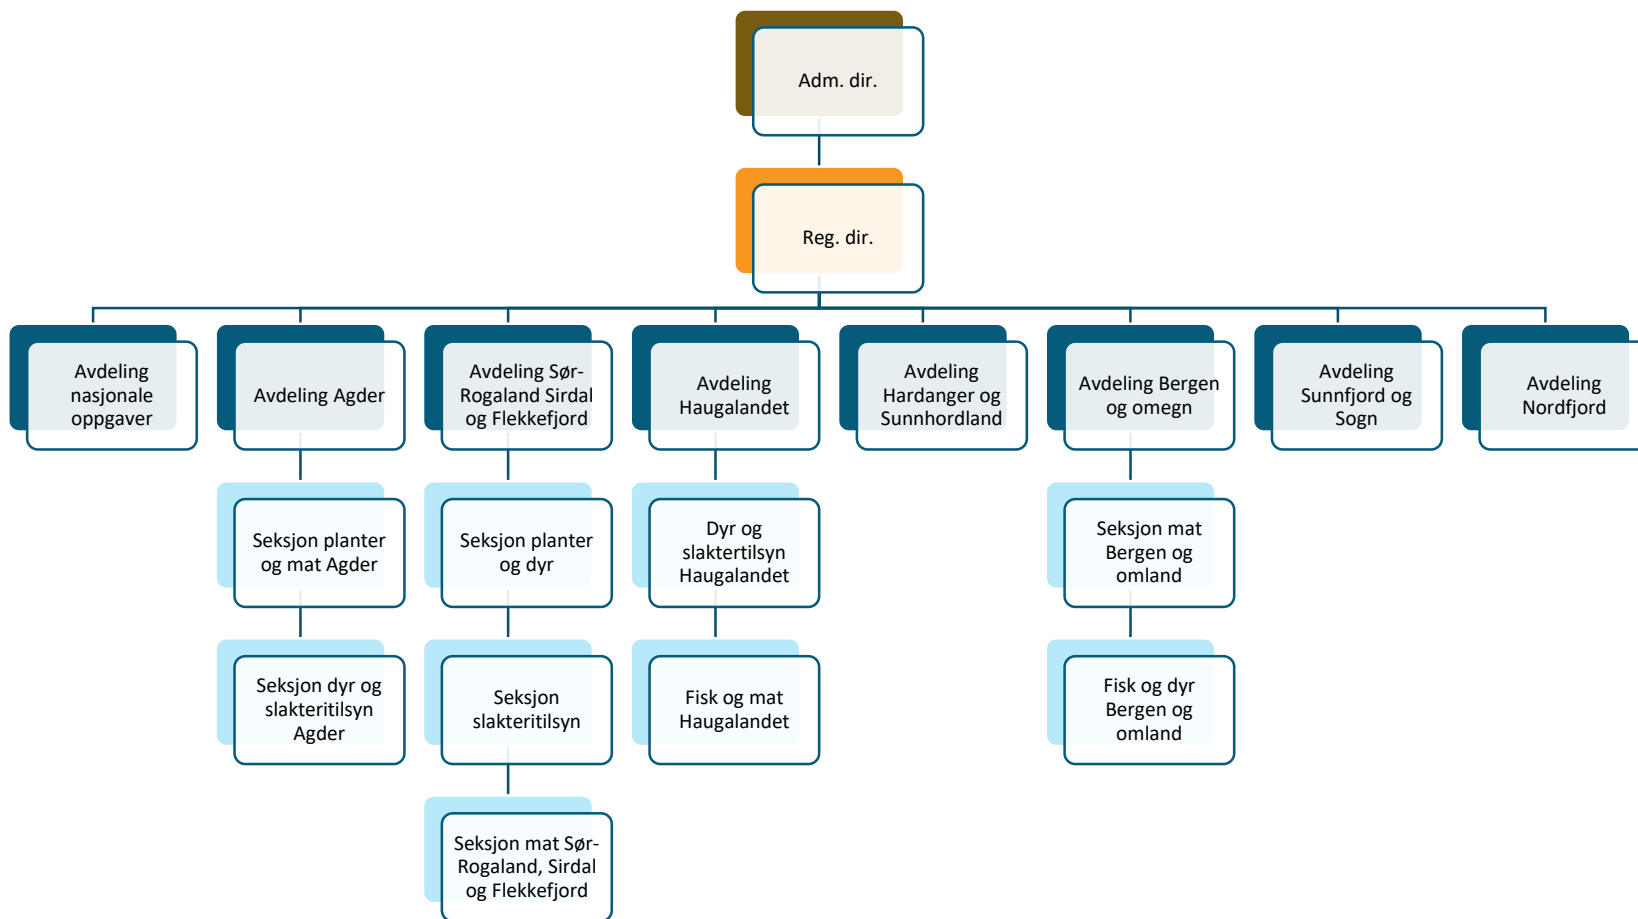 Adm. dir.
Reg. dir.
Avdeling
nasjonale
oppgaver
Avdeling Agder
Avdeling Sør-
Rogaland Sirdal
og Flekkefjord
Avdeling
Haugalandet
Avdeling
Hardanger og
Sunnhordland
Avdeling Bergen
og omegn
Avdeling
Sunnfjord og
Sogn
Avdeling
Nordfjord
Seksjon planter
og mat Agder
Seksjon planter
og dyr
Dyr og
slaktertilsyn
Haugalandet
Seksjon mat
Bergen og
omland
Seksjon dyr og
slakteritilsyn
Agder
Seksjon
slakteritilsyn
Fisk og mat
Haugalandet
Fisk og dyr
Bergen og
omland
Seksjon mat Sør-
Rogaland, Sirdal
og Flekkefjord